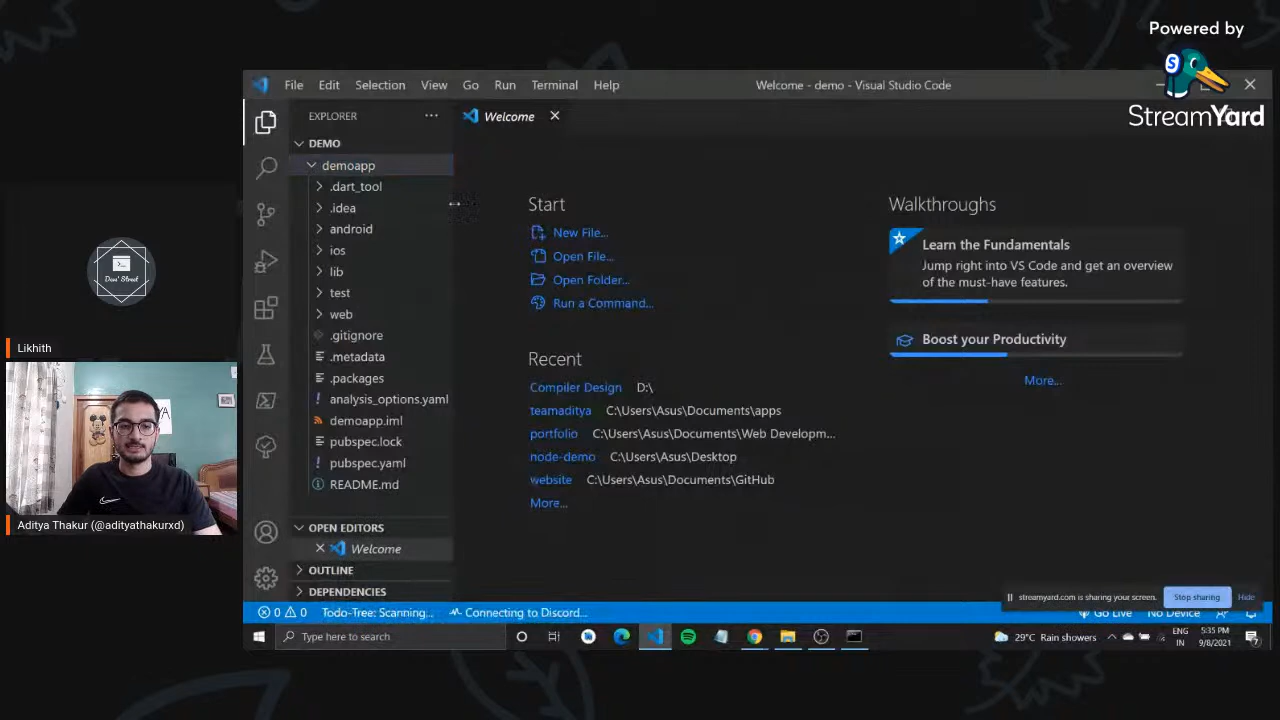 Powered by
StreamYard
File Edit Selection View Go Run Terminal Help
Welcome - demo - Visual Studio Code
EXPLORER
Welcome
DEMO
demoapp
.dart_tool
.idea
android
ios
lib
test
web
.gitignore
.metadata
.packages
analysis_options.yaml
demoapp.iml
pubspec.lock
pubspec.yaml
README.md
OPEN EDITORS
Welcome
OUTLINE
DEPENDENCIES
Start
New File...
Open File...
Open Folder...
Run a Command...
Recent
Compiler Design D:\
teamaditya C:\Users\Asus\Documents\apps
portfolio C:\Users\Asus\Documents\Web Developm...
node-demo C:\Users\Asus\Desktop
website C:\Users\Asus\Documents\GitHub
More...
Walkthroughs
Learn the Fundamentals
Jump right into VS Code and get an overview
of the must-have features.
Boost your Productivity
More...
Devs' Street
Likhith
Aditya Thakur (@adityathakurxd)
streamyard.com is sharing your screen. Stop sharing Hide
0 0 Todo-Tree: Scanning... Connecting to Discord... Go Live No Device
Type here to search
29°C Rain showers
ENG
IN
5:35 PM
9/8/2021
7